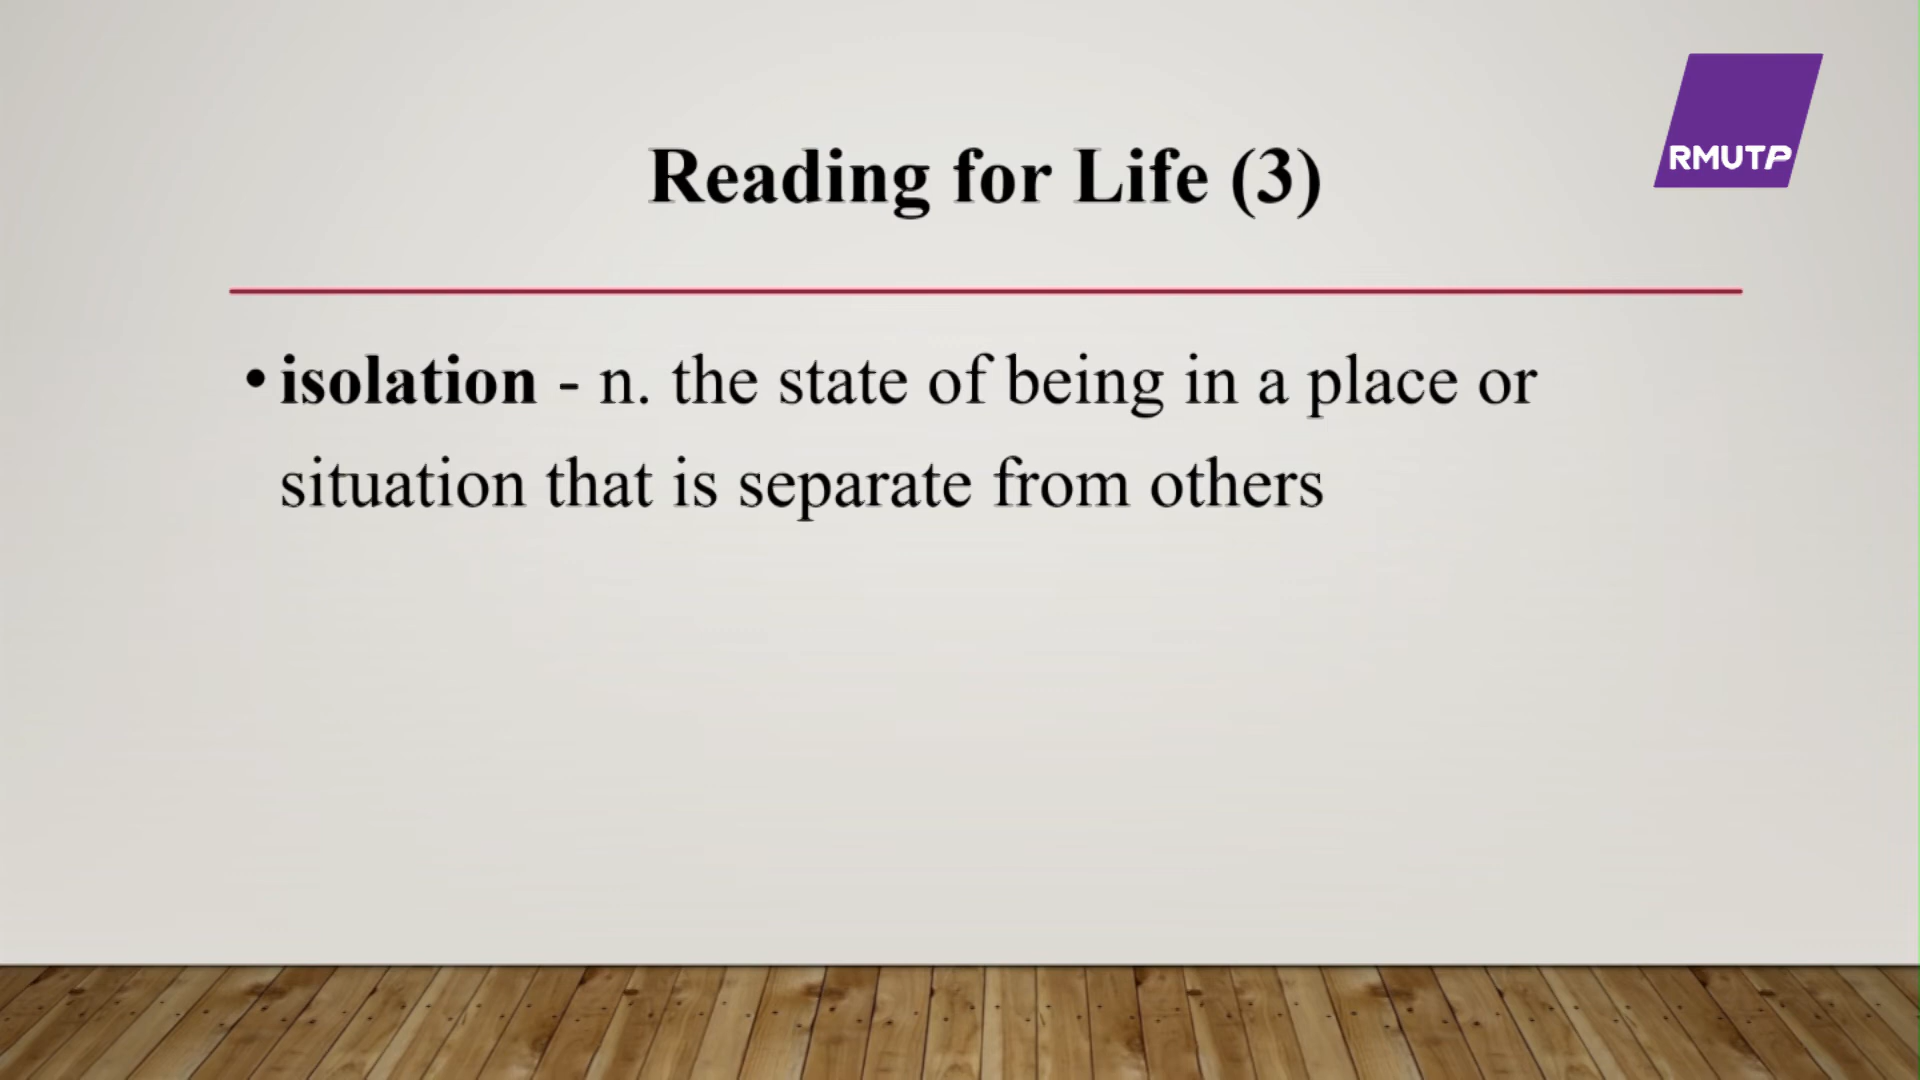 RMUTP
Reading for Life (3)
• isolation - n. the state of being in a place or
situation that is separate from others